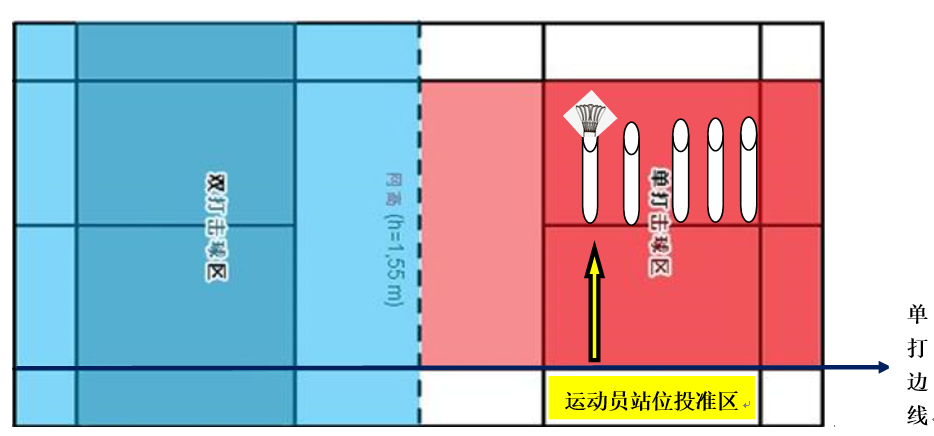 双打击球区
网高 (h=1,55 m)
单打击球区
运动员站位投准区
单
打
边
线